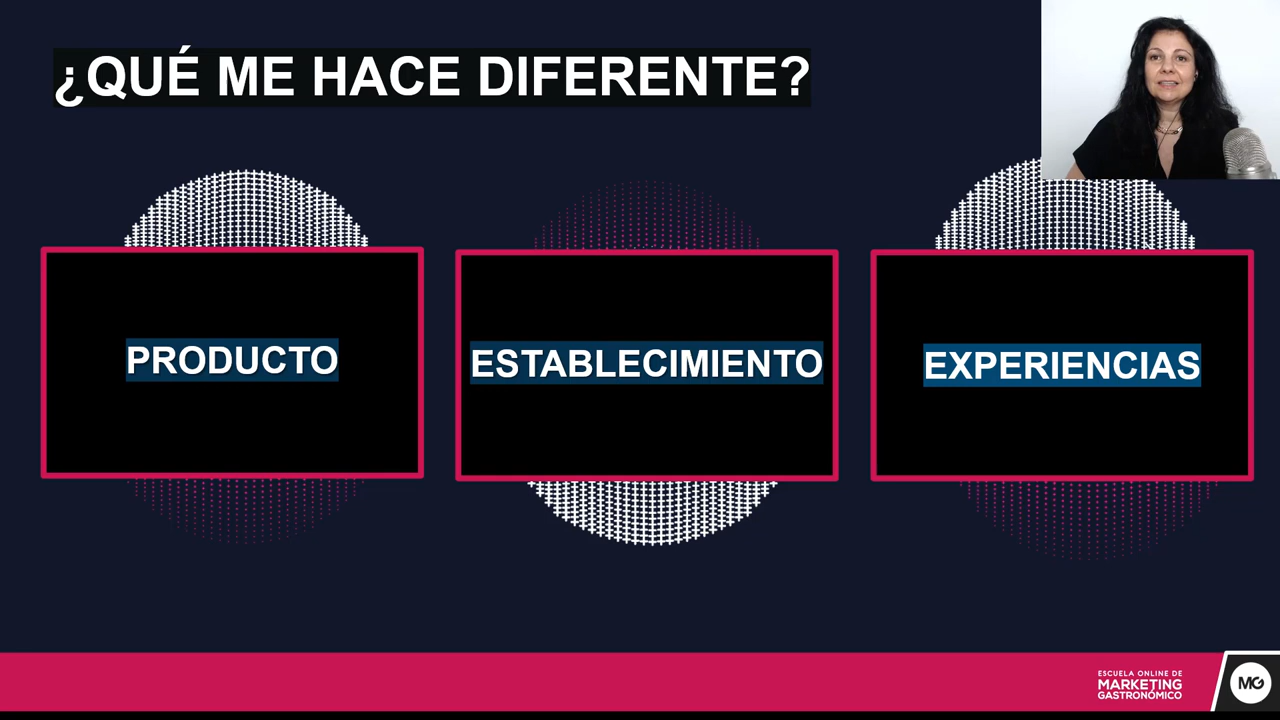 ¿QUÉ ME HACE DIFERENTE?
PRODUCTO
ESTABLECIMIENTO
EXPERIENCIAS
ESCUELA ONLINE DE
MARKETING
GASTRONÓMICO
MG